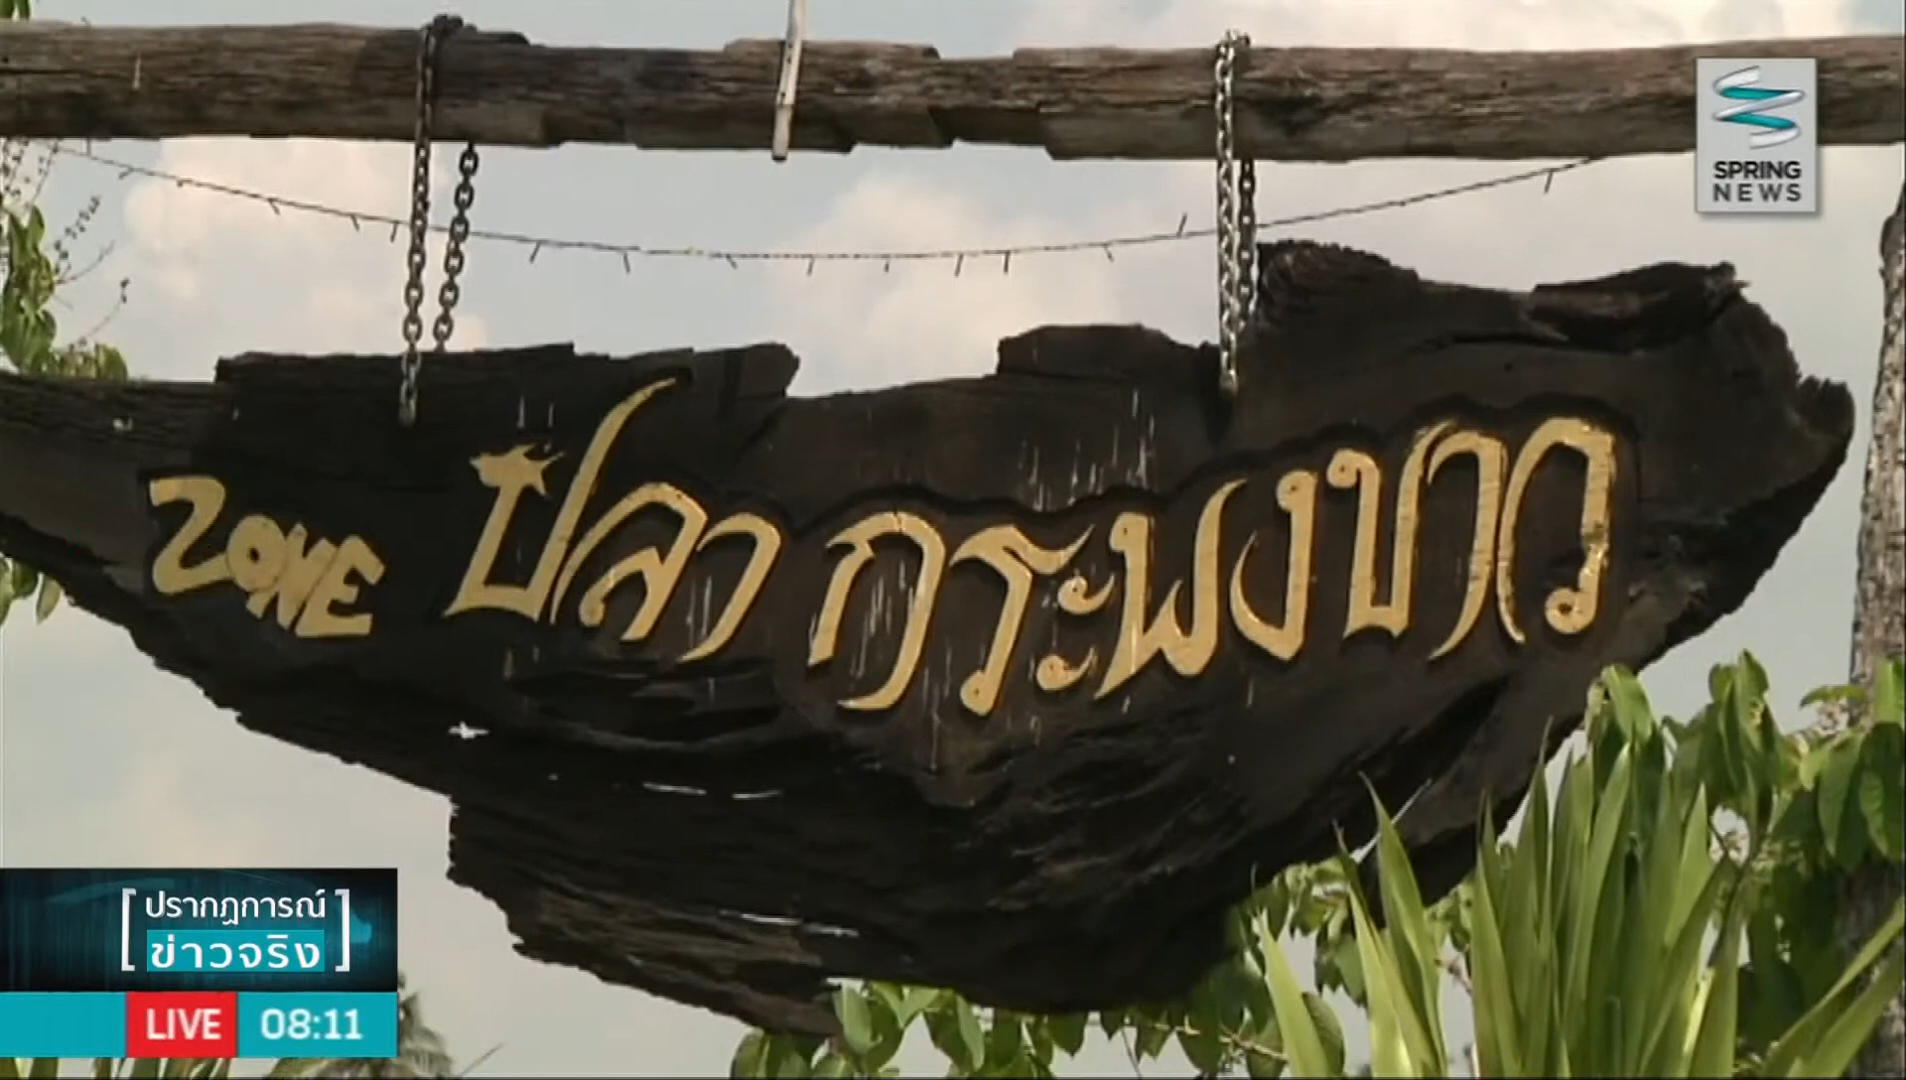 SPRING
NEWS
ZONE ปลา กระพงขาว
ปรากฏการณ์
ข่าวจริง
LIVE 08:11